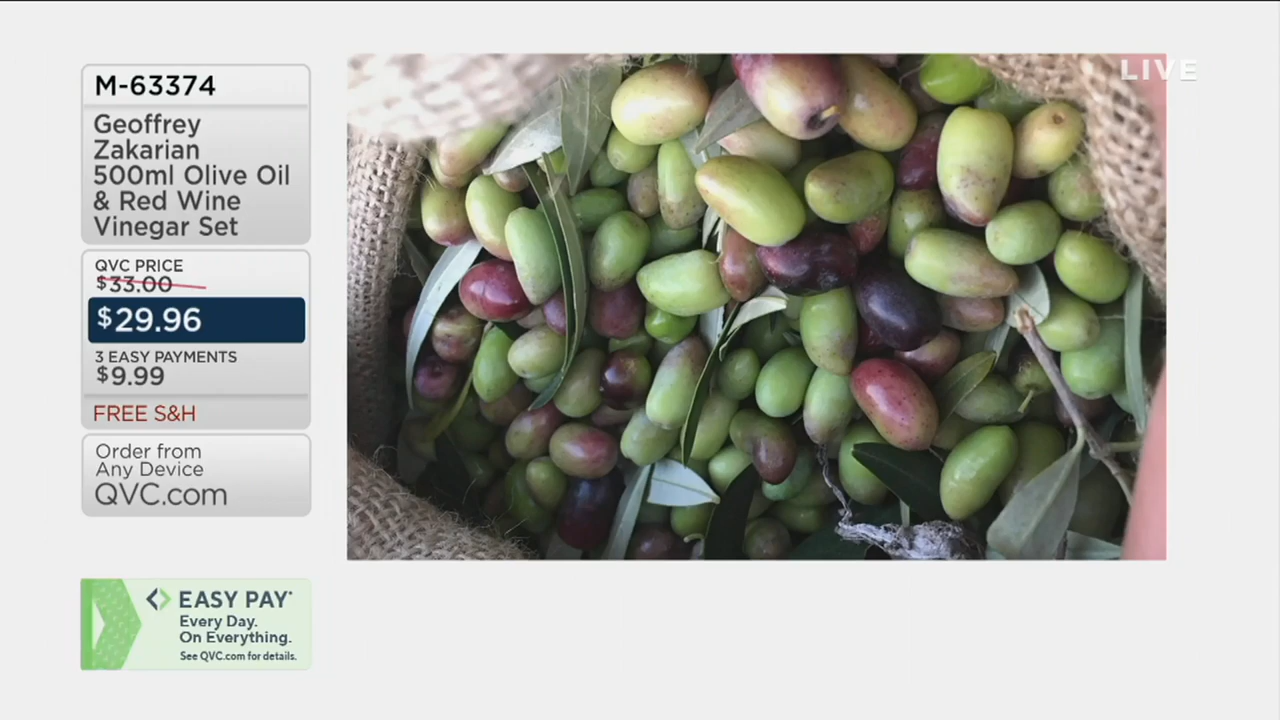 M-63374
Geoffrey
Zakarian
500ml Olive Oil
& Red Wine
Vinegar Set
QVC PRICE
$33.00
$29.96
3 EASY PAYMENTS
$9.99
FREE S&H
Order from
Any Device
QVC.com
EASY PAY*
Every Day.
On Everything.
See QVC.com for details.
LIVE